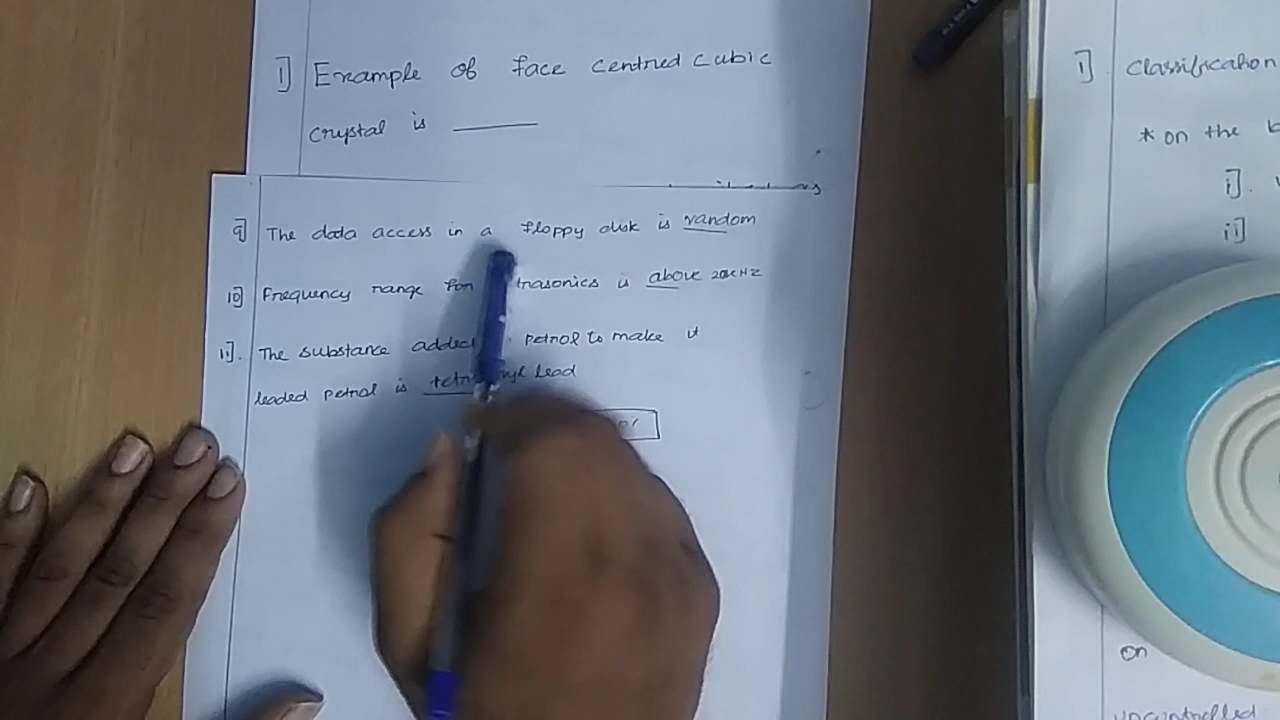 1] Example of face centred cubic
crystal is ____
9] The data access in a floppy disk is random
10] Frequency range for trasonics is above 20KHZ
11]. The substance added petrol to make it
leaded petrol is lead
1]. Classification
* on the
i].
ii]
on
uncontrolled